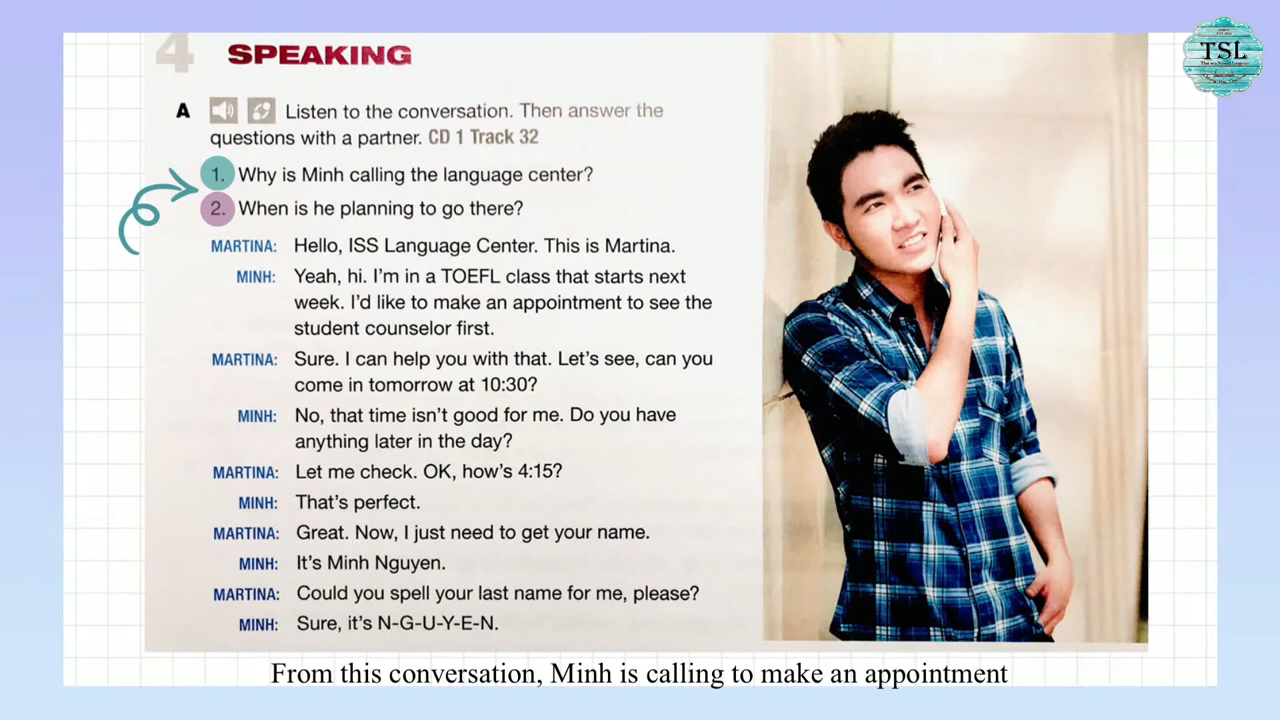 4 SPEAKING
TSL
A Listen to the conversation. Then answer the
questions with a partner. CD 1 Track 32
1. Why is Minh calling the language center?
2. When is he planning to go there?
MARTINA: Hello, ISS Language Center. This is Martina.
MINH: Yeah, hi. I'm in a TOEFL class that starts next
week. I'd like to make an appointment to see the
student counselor first.
MARTINA: Sure. I can help you with that. Let's see, can you
come in tomorrow at 10:30?
MINH: No, that time isn't good for me. Do you have
anything later in the day?
MARTINA: Let me check. OK, how's 4:15?
MINH: That's perfect.
MARTINA: Great. Now, I just need to get your name.
MINH: It's Minh Nguyen.
MARTINA: Could you spell your last name for me, please?
MINH: Sure, it's N-G-U-Y-E-N.
From this conversation, Minh is calling to make an appointment